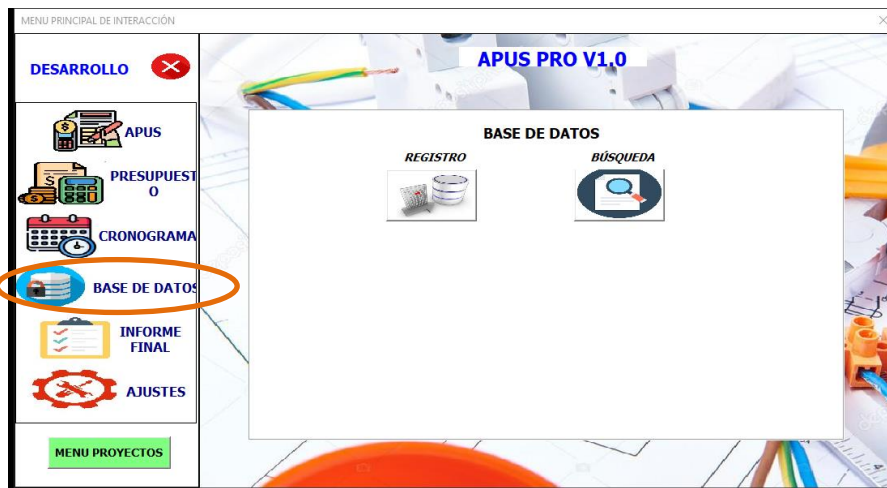 MENU PRINCIPAL DE INTERACCIÓN
DESARROLLO
APUS
PRESUPUEST
O
CRONOGRAMA
BASE DE DATOS
INFORME
FINAL
AJUSTES
MENU PROYECTOS
APUS PRO V1.0
BASE DE DATOS
REGISTRO
BÚSQUEDA